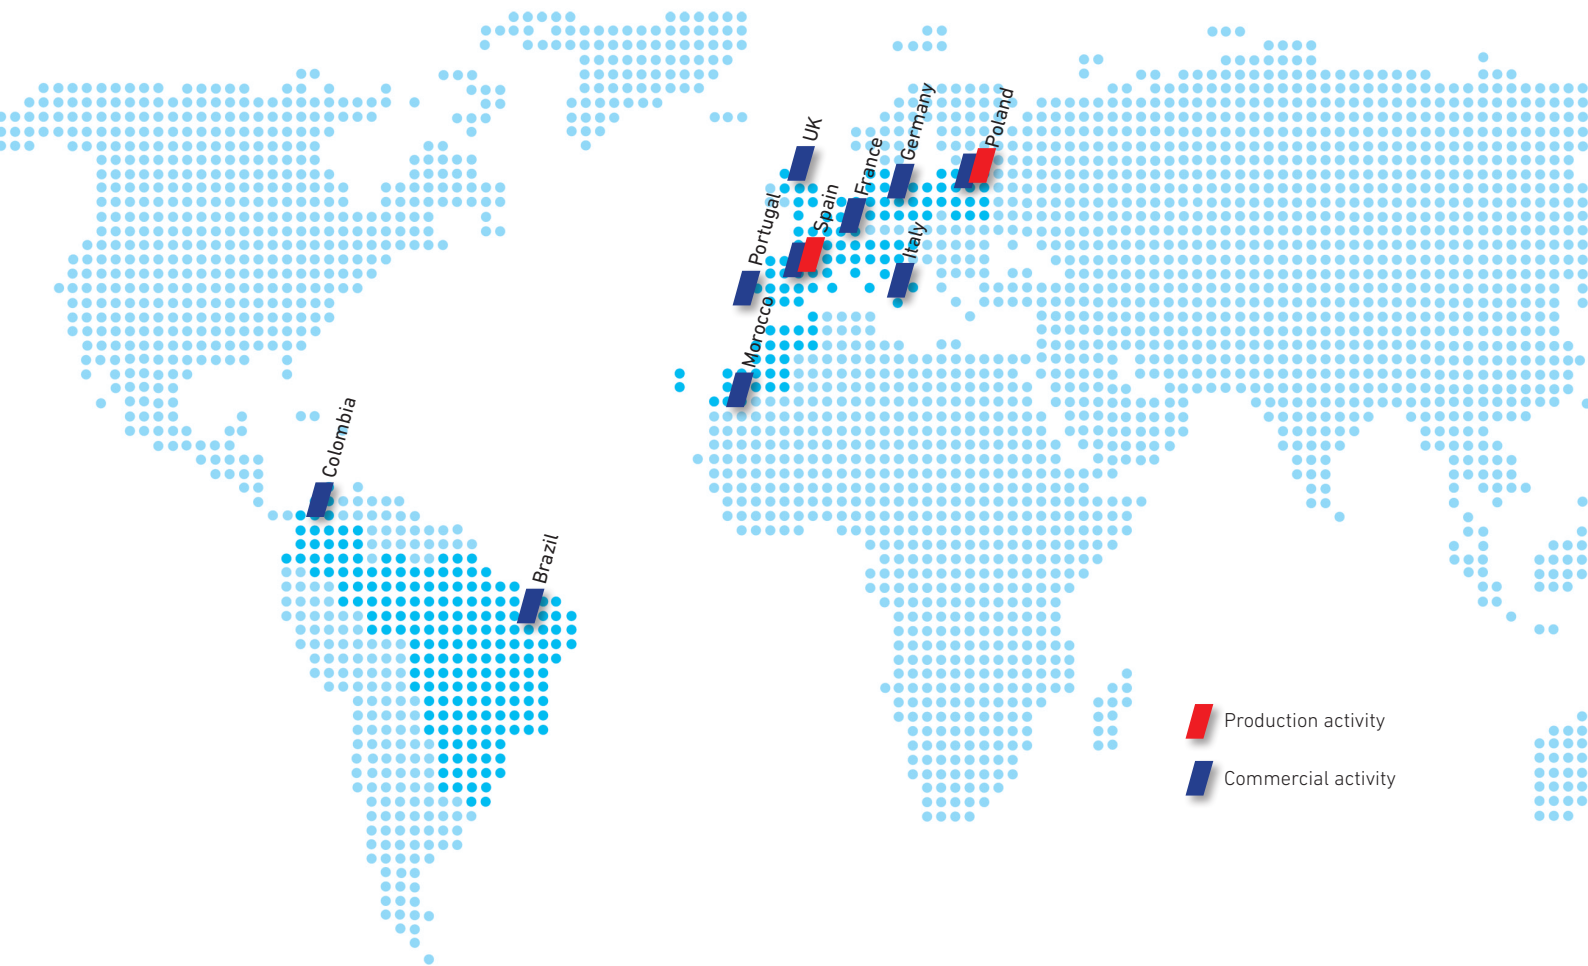 UK
Germany
Poland
France
Spain
Portugal
Italy
Morocco
Colombia
Brazil
Production activity
Commercial activity